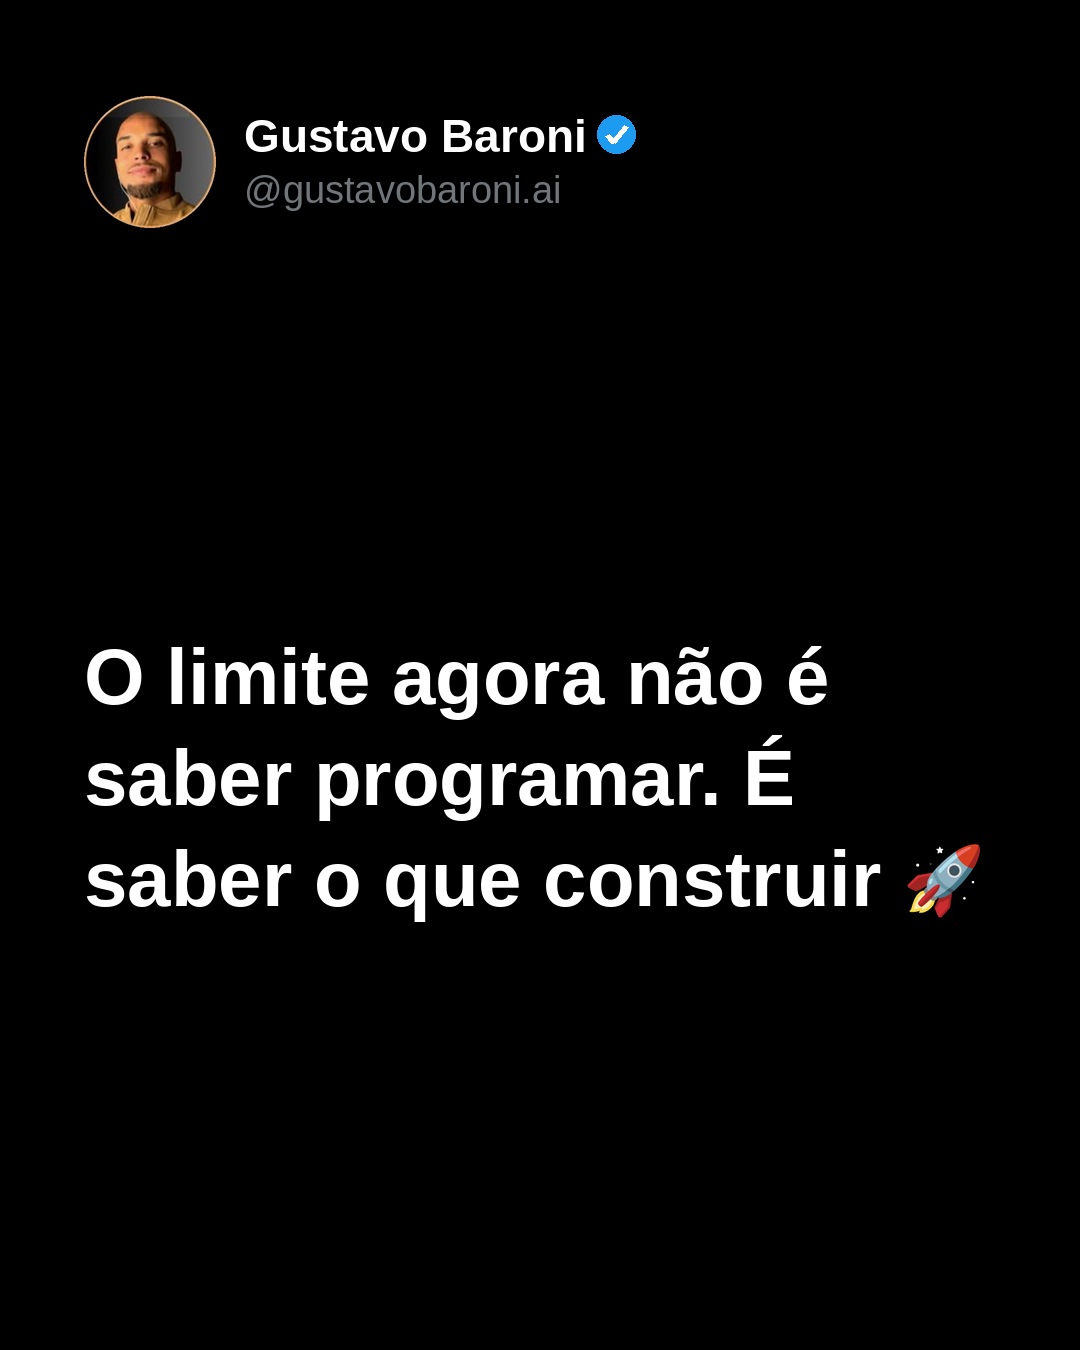 Gustavo Baroni
@gustavobaroni.ai
O limite agora não é
saber programar. É
saber o que construir 🚀